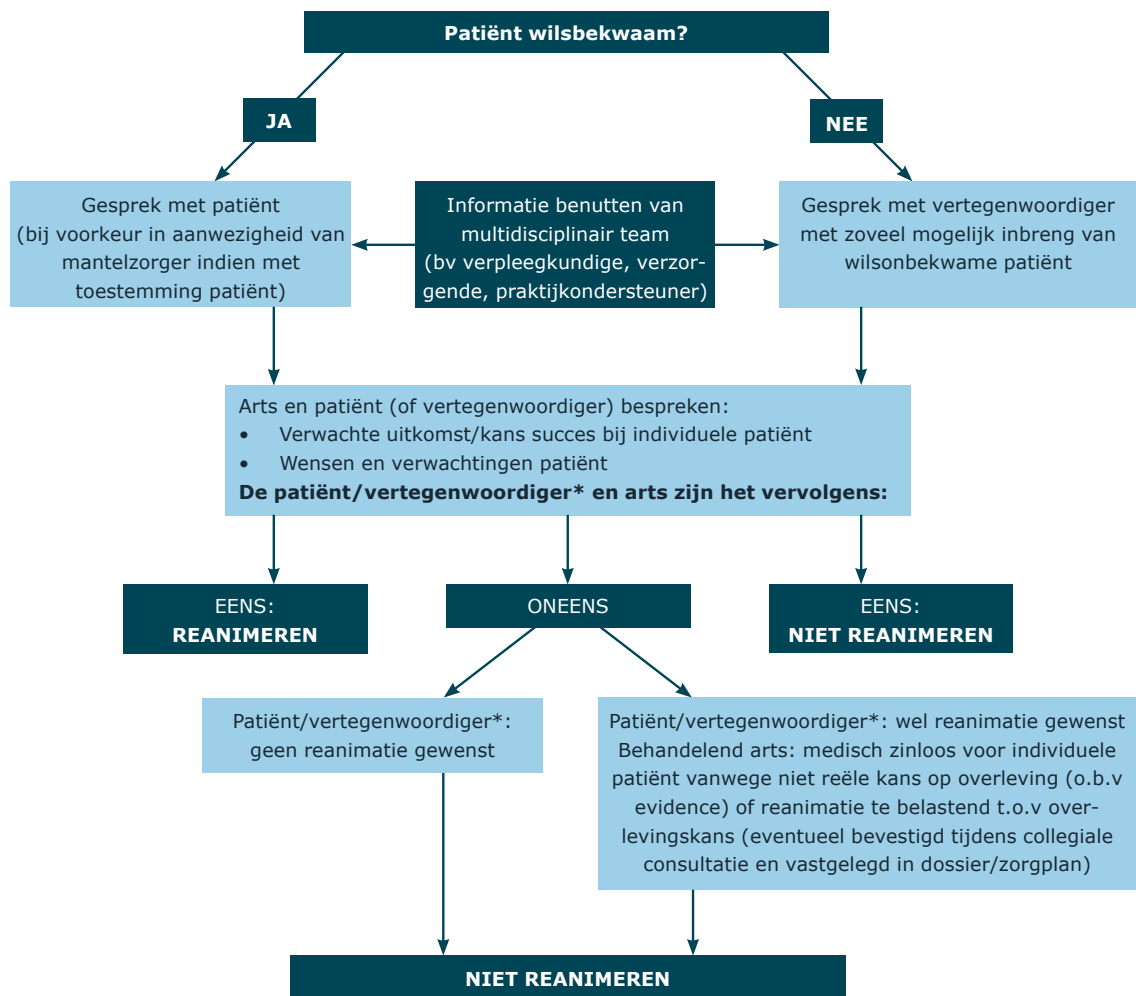 Patiënt wilsbekwaam?
JA
NEE
Gesprek met patiënt
(bij voorkeur in aanwezigheid van
mantelzorger indien met
toestemming patiënt)
Informatie benutten van
multidisciplinair team
(bv verpleegkundige, verzor-
gende, praktijkondersteuner)
Gesprek met vertegenwoordiger
met zoveel mogelijk inbreng van
wilsonbekwame patiënt
Arts en patiënt (of vertegenwoordiger) bespreken:
• Verwachte uitkomst/kans succes bij individuele patiënt
• Wensen en verwachtingen patiënt
De patiënt/vertegenwoordiger* en arts zijn het vervolgens:
EENS:
REANIMEREN
ONEENS
EENS:
NIET REANIMEREN
Patiënt/vertegenwoordiger*:
geen reanimatie gewenst
Patiënt/vertegenwoordiger*: wel reanimatie gewenst
Behandelend arts: medisch zinloos voor individuele
patiënt vanwege niet reële kans op overleving (o.b.v
evidence) of reanimatie te belastend t.o.v over-
levingskans (eventueel bevestigd tijdens collegiale
consultatie en vastgelegd in dossier/zorgplan)
NIET REANIMEREN